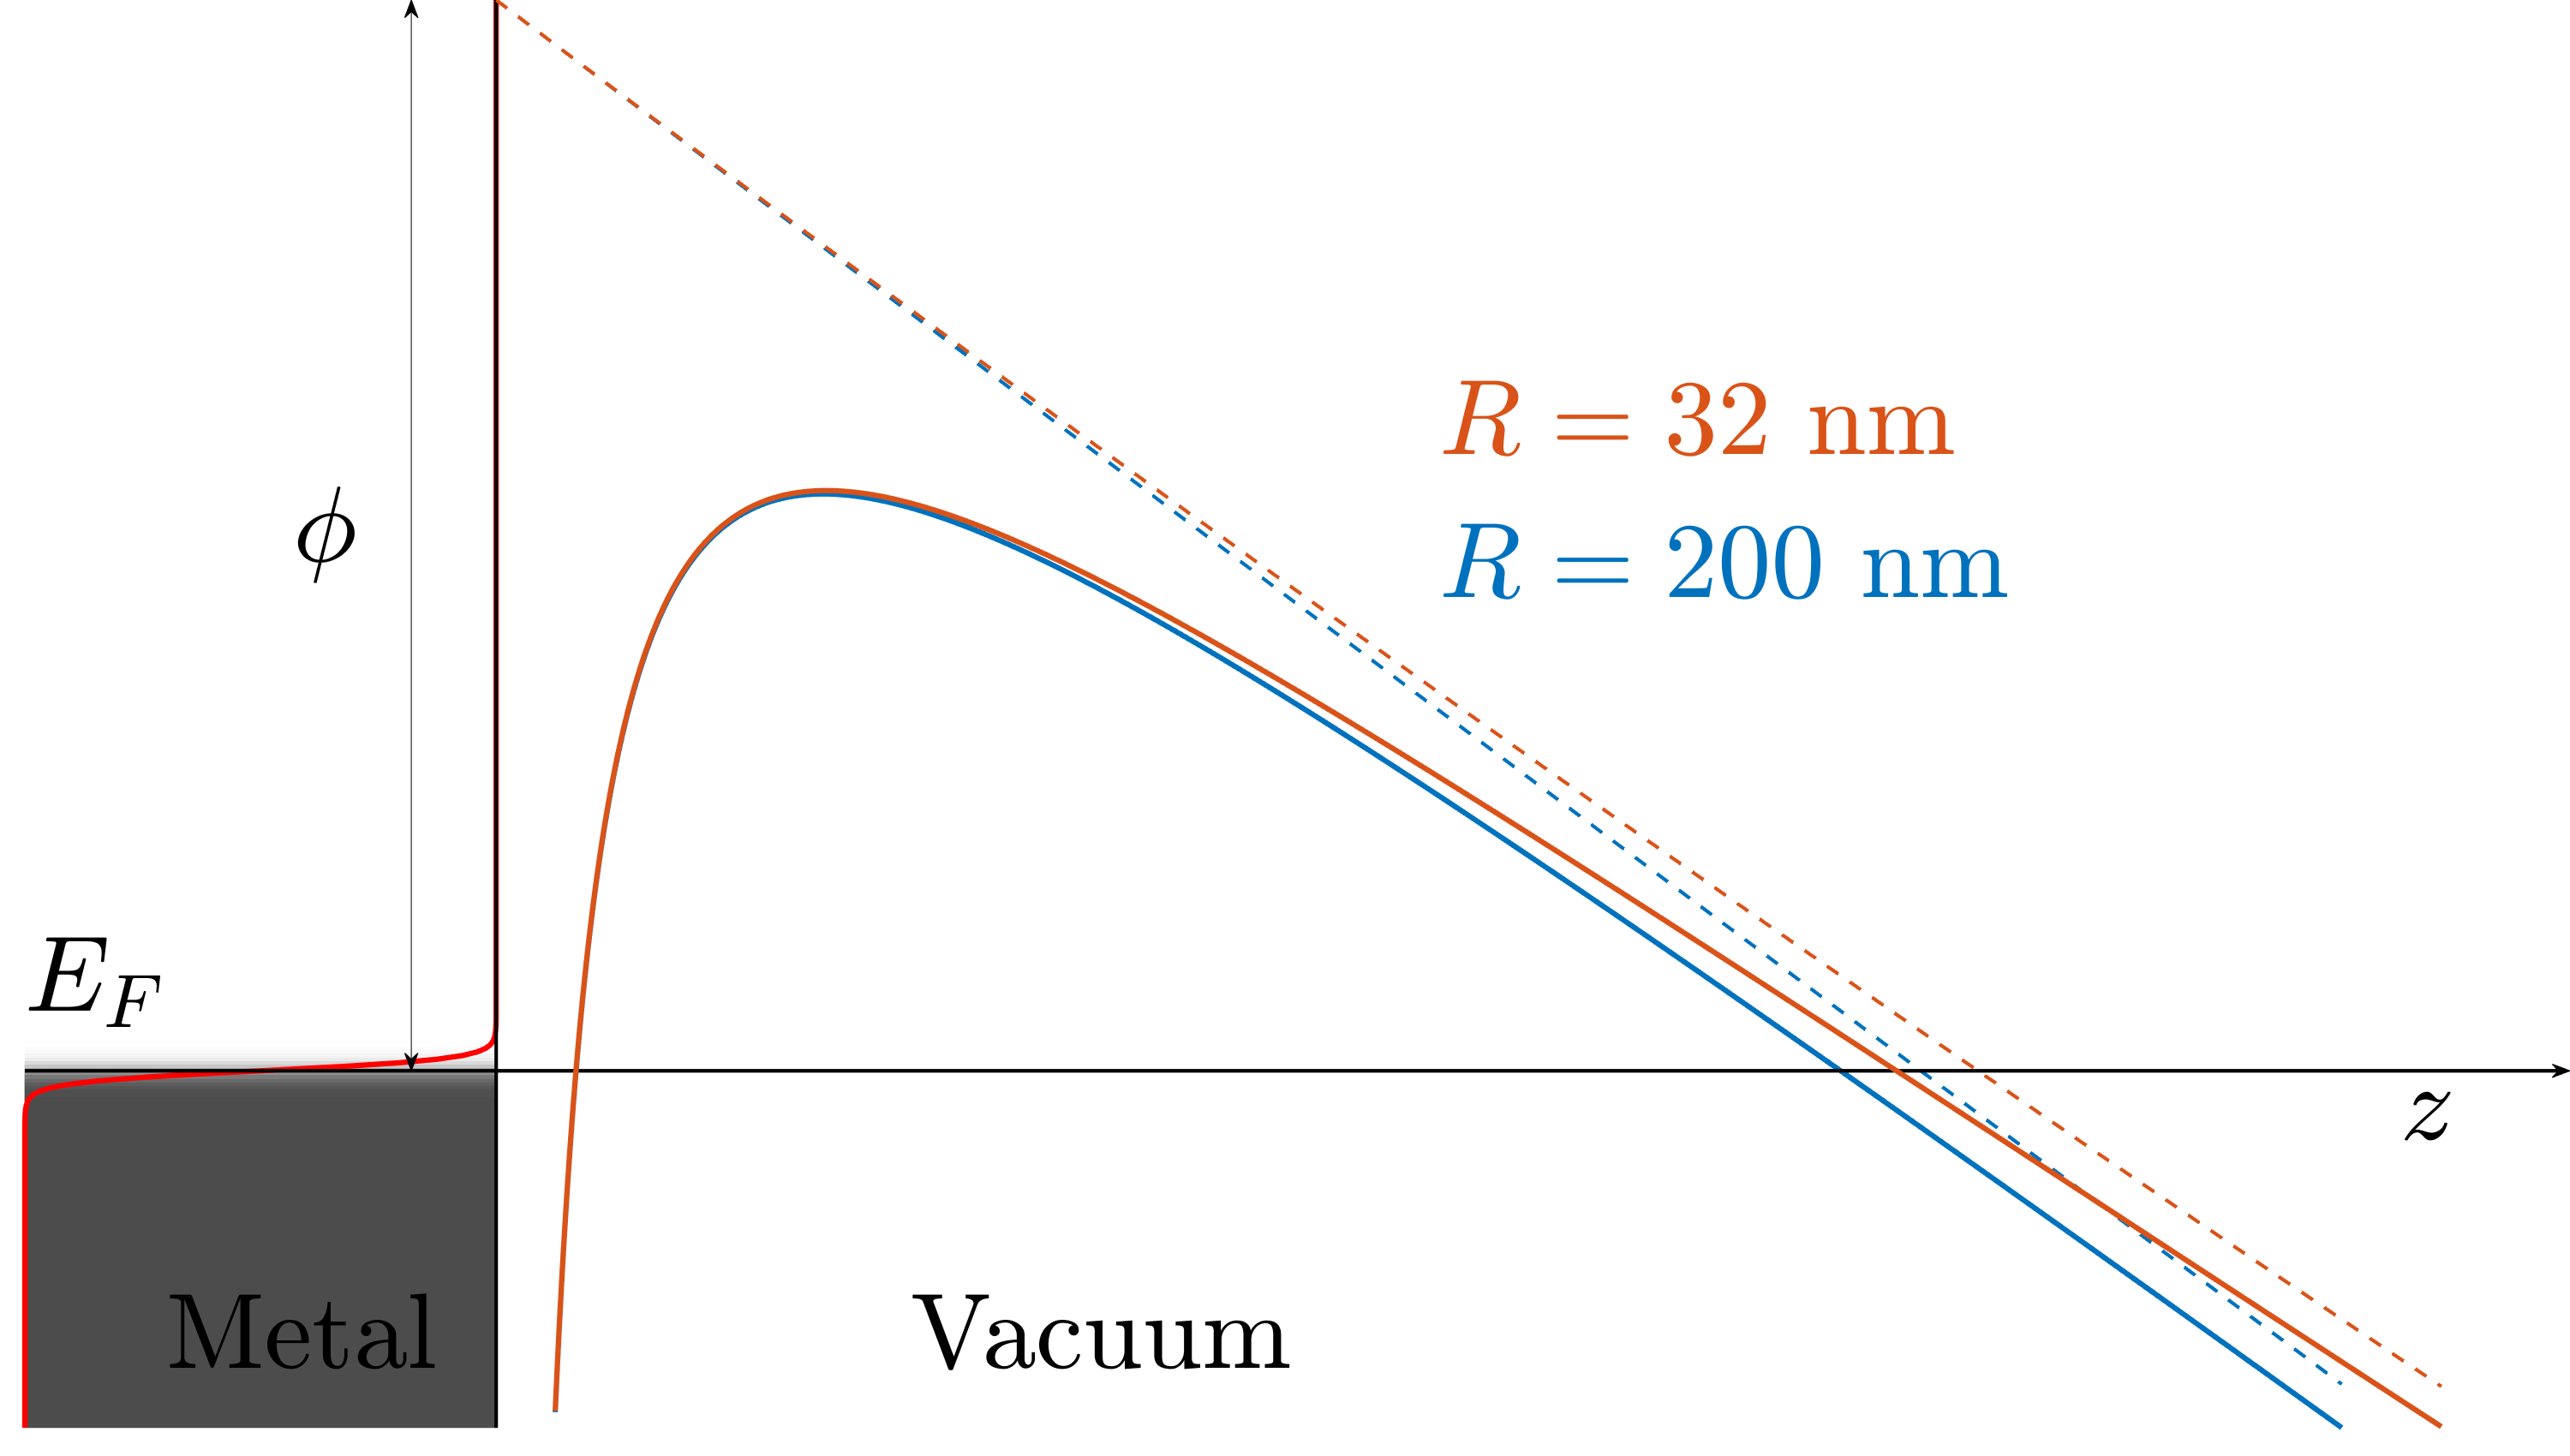 R = 32 nm
ϕ
R = 200 nm
E_F
z
Metal
Vacuum